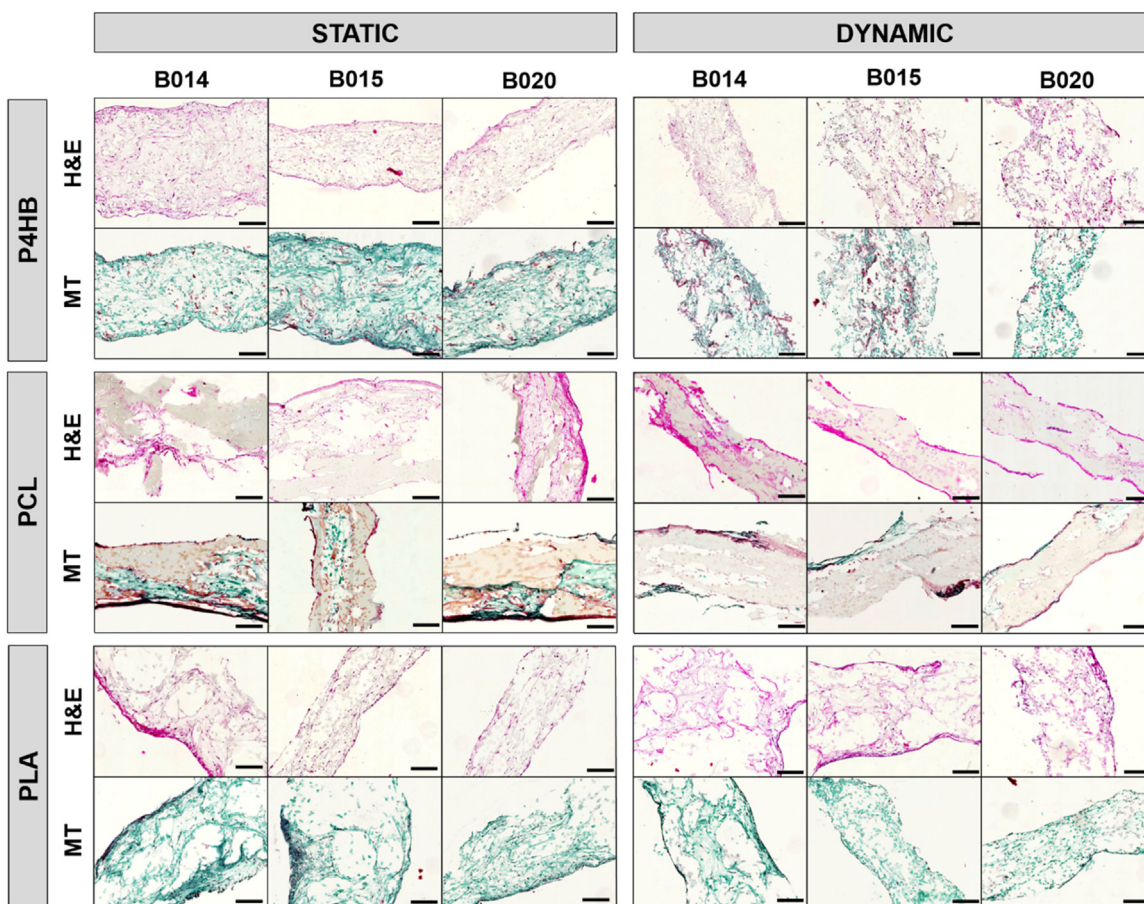 STATIC DYNAMIC
B014 B015 B020 B014 B015 B020
P4HB
H&E
MT
PCL
H&E
MT
PLA
H&E
MT